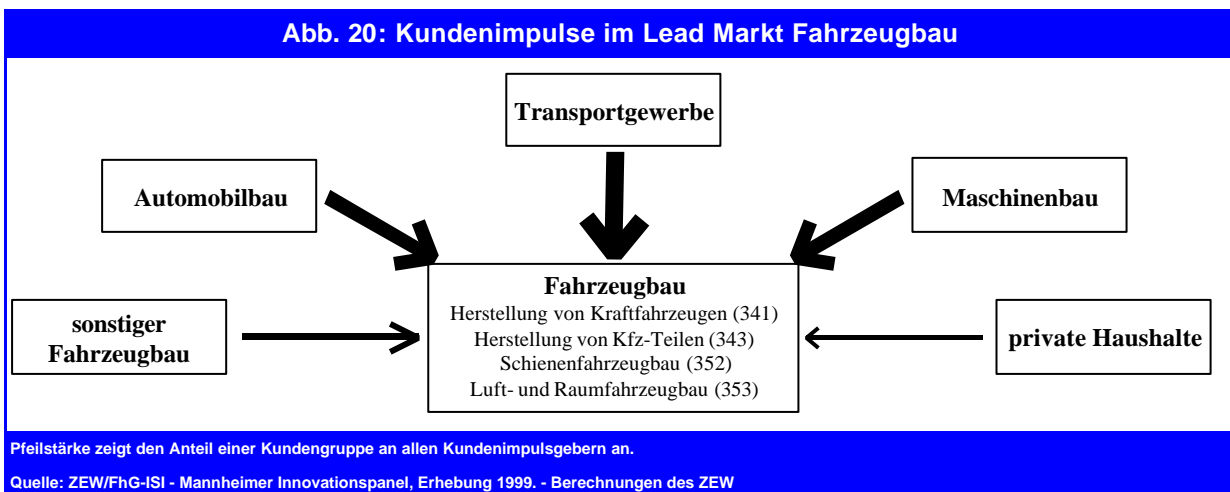 Abb. 20: Kundenimpulse im Lead Markt Fahrzeugbau
Transportgewerbe
Automobilbau
Maschinenbau
Fahrzeugbau
Herstellung von Kraftfahrzeugen (341)
Herstellung von Kfz-Teilen (343)
Schienenfahrzeugbau (352)
Luft- und Raumfahrzeugbau (353)
sonstiger
Fahrzeugbau
private Haushalte
Pfeilstärke zeigt den Anteil einer Kundengruppe an allen Kundenimpulsgebern an.
Quelle: ZEW/FhG-ISI - Mannheimer Innovationspanel, Erhebung 1999. - Berechnungen des ZEW